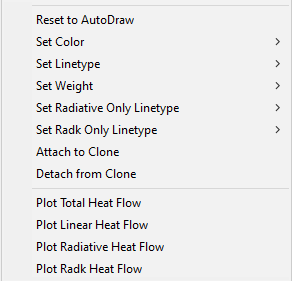 Reset to AutoDraw
Set Color
Set Linetype
Set Weight
Set Radiative Only Linetype
Set Radk Only Linetype
Attach to Clone
Detach from Clone
Plot Total Heat Flow
Plot Linear Heat Flow
Plot Radiative Heat Flow
Plot Radk Heat Flow